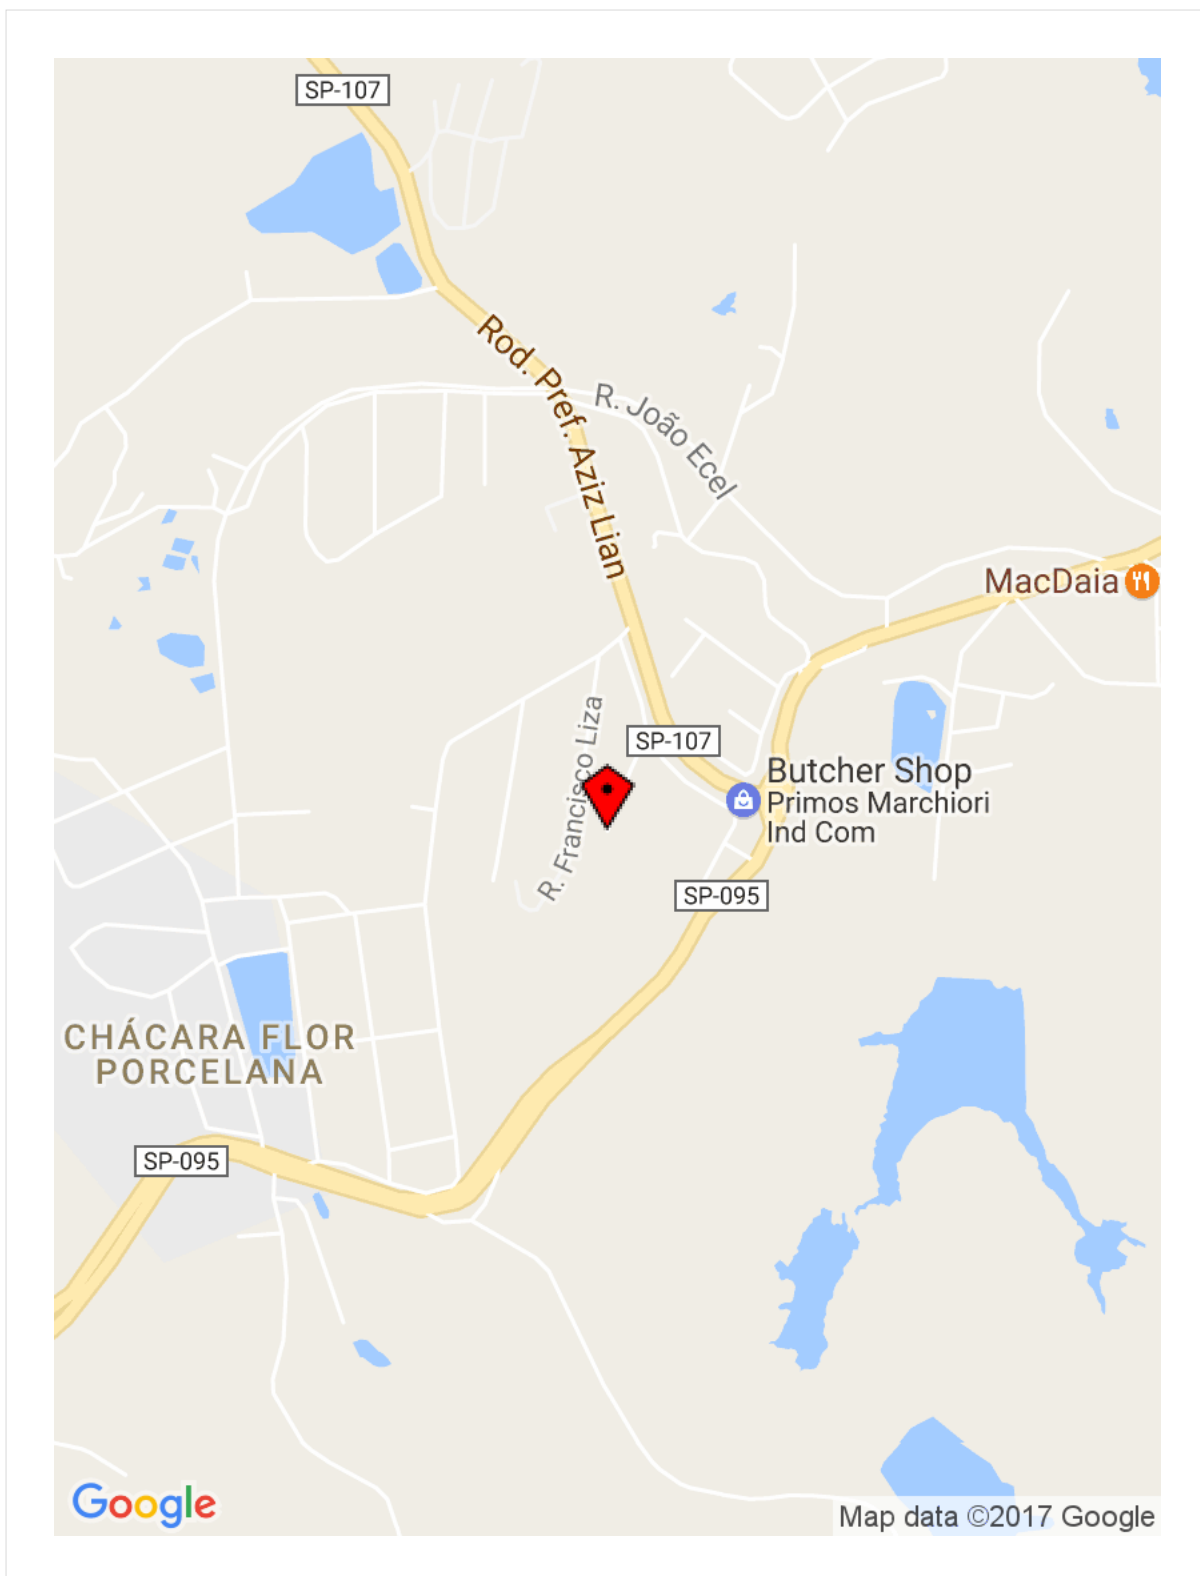 SP-107
Rod. Pref. Aziz Lian
R. João Ecel
MacDaia
R. Francisco Liza
SP-107
Butcher Shop
Primos Marchiori
Ind Com
SP-095
CHÁCARA FLOR
PORCELANA
SP-095
Google
Map data ©2017 Google